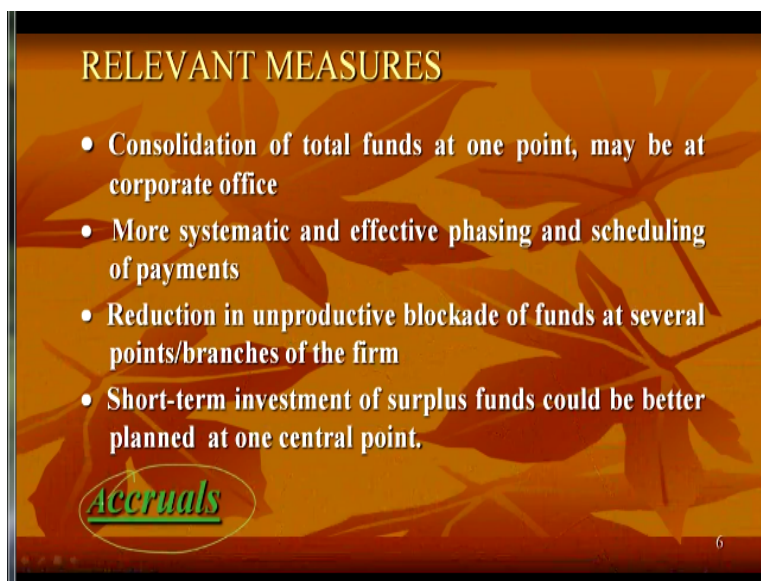 RELEVANT MEASURES
• Consolidation of total funds at one point, may be at
corporate office
• More systematic and effective phasing and scheduling
of payments
• Reduction in unproductive blockade of funds at several
points/branches of the firm
• Short-term investment of surplus funds could be better
planned at one central point.
Accruals
6